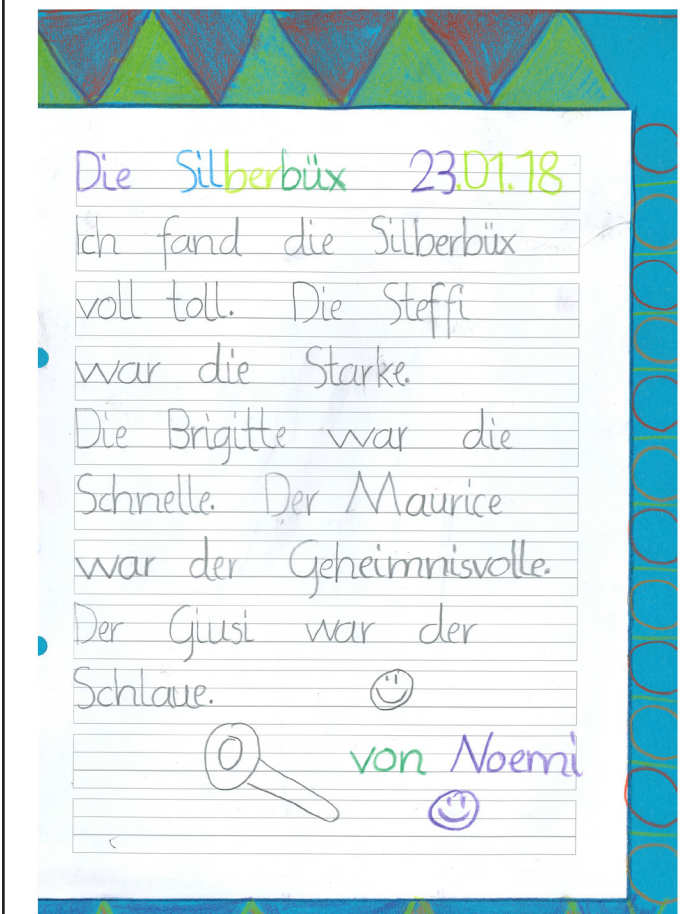 Die Silberbüx 23.01.18
Ich fand die Silberbüx
voll toll. Die Steffi
war die Starke.
Die Brigitte war die
Schnelle. Der Maurice
war der Geheimnisvolle.
Der Giusi war der
Schlaue.
von Noemi